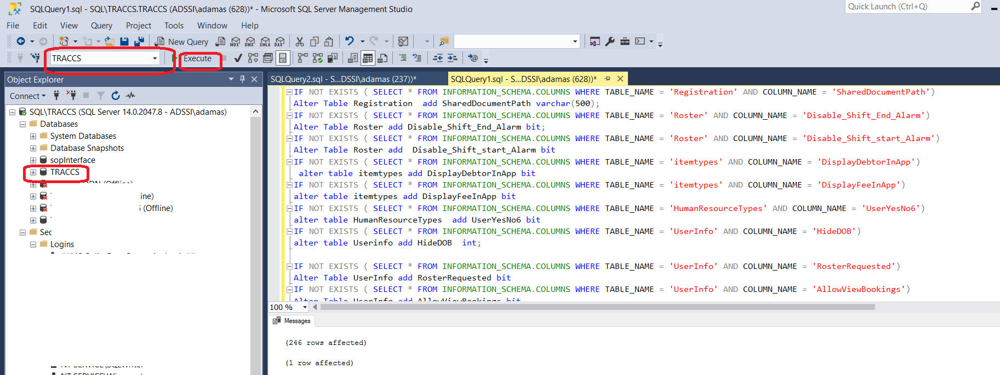 SQLQuery1.sql - SQL\TRACCS.TRACCS (ADSSI\adamas (628))* - Microsoft SQL Server Management Studio
Quick Launch (Ctrl+Q)
File Edit View Query Project Tools Window Help
New Query MDX DMX XMLA DAX
TRACCS Execute
Object Explorer
Connect
SQL\TRACCS (SQL Server 14.0.2047.8 - ADSSI\adamas)
Databases
System Databases
Database Snapshots
sopInterface
TRACCS
(Offline)
ine)
(Offline)
Sec
Logins
SQLQuery2.sql - S...DSSI\adamas (237))*
SQLQuery1.sql - S...DSSI\adamas (628))*
IF NOT EXISTS ( SELECT * FROM INFORMATION_SCHEMA.COLUMNS WHERE TABLE_NAME = 'Registration' AND COLUMN_NAME = 'SharedDocumentPath')
Alter Table Registration  add SharedDocumentPath varchar(500);
IF NOT EXISTS ( SELECT * FROM INFORMATION_SCHEMA.COLUMNS WHERE TABLE_NAME = 'Roster' AND COLUMN_NAME = 'Disable_Shift_End_Alarm')
Alter Table Roster add Disable_Shift_End_Alarm bit;
IF NOT EXISTS ( SELECT * FROM INFORMATION_SCHEMA.COLUMNS WHERE TABLE_NAME = 'Roster' AND COLUMN_NAME = 'Disable_Shift_start_Alarm')
Alter Table Roster add  Disable_Shift_start_Alarm bit
IF NOT EXISTS ( SELECT * FROM INFORMATION_SCHEMA.COLUMNS WHERE TABLE_NAME = 'itemtypes' AND COLUMN_NAME = 'DisplayDebtorInApp')
alter table itemtypes add DisplayDebtorInApp bit
IF NOT EXISTS ( SELECT * FROM INFORMATION_SCHEMA.COLUMNS WHERE TABLE_NAME = 'itemtypes' AND COLUMN_NAME = 'DisplayFeeInApp')
alter table itemtypes add DisplayFeeInApp bit
IF NOT EXISTS ( SELECT * FROM INFORMATION_SCHEMA.COLUMNS WHERE TABLE_NAME = 'HumanResourceTypes' AND COLUMN_NAME = 'UserYesNo6')
alter table HumanResourceTypes  add UserYesNo6 bit
IF NOT EXISTS ( SELECT * FROM INFORMATION_SCHEMA.COLUMNS WHERE TABLE_NAME = 'UserInfo' AND COLUMN_NAME = 'HideDOB')
alter table Userinfo add HideDOB  int;
IF NOT EXISTS ( SELECT * FROM INFORMATION_SCHEMA.COLUMNS WHERE TABLE_NAME = 'UserInfo' AND COLUMN_NAME = 'RosterRequested')
Alter Table UserInfo add RosterRequested bit
IF NOT EXISTS ( SELECT * FROM INFORMATION_SCHEMA.COLUMNS WHERE TABLE_NAME = 'UserInfo' AND COLUMN_NAME = 'AllowViewBookings')
Alter Table UserInfo add AllowViewBookings bit
100 %
Messages
(246 rows affected)
(1 row affected)